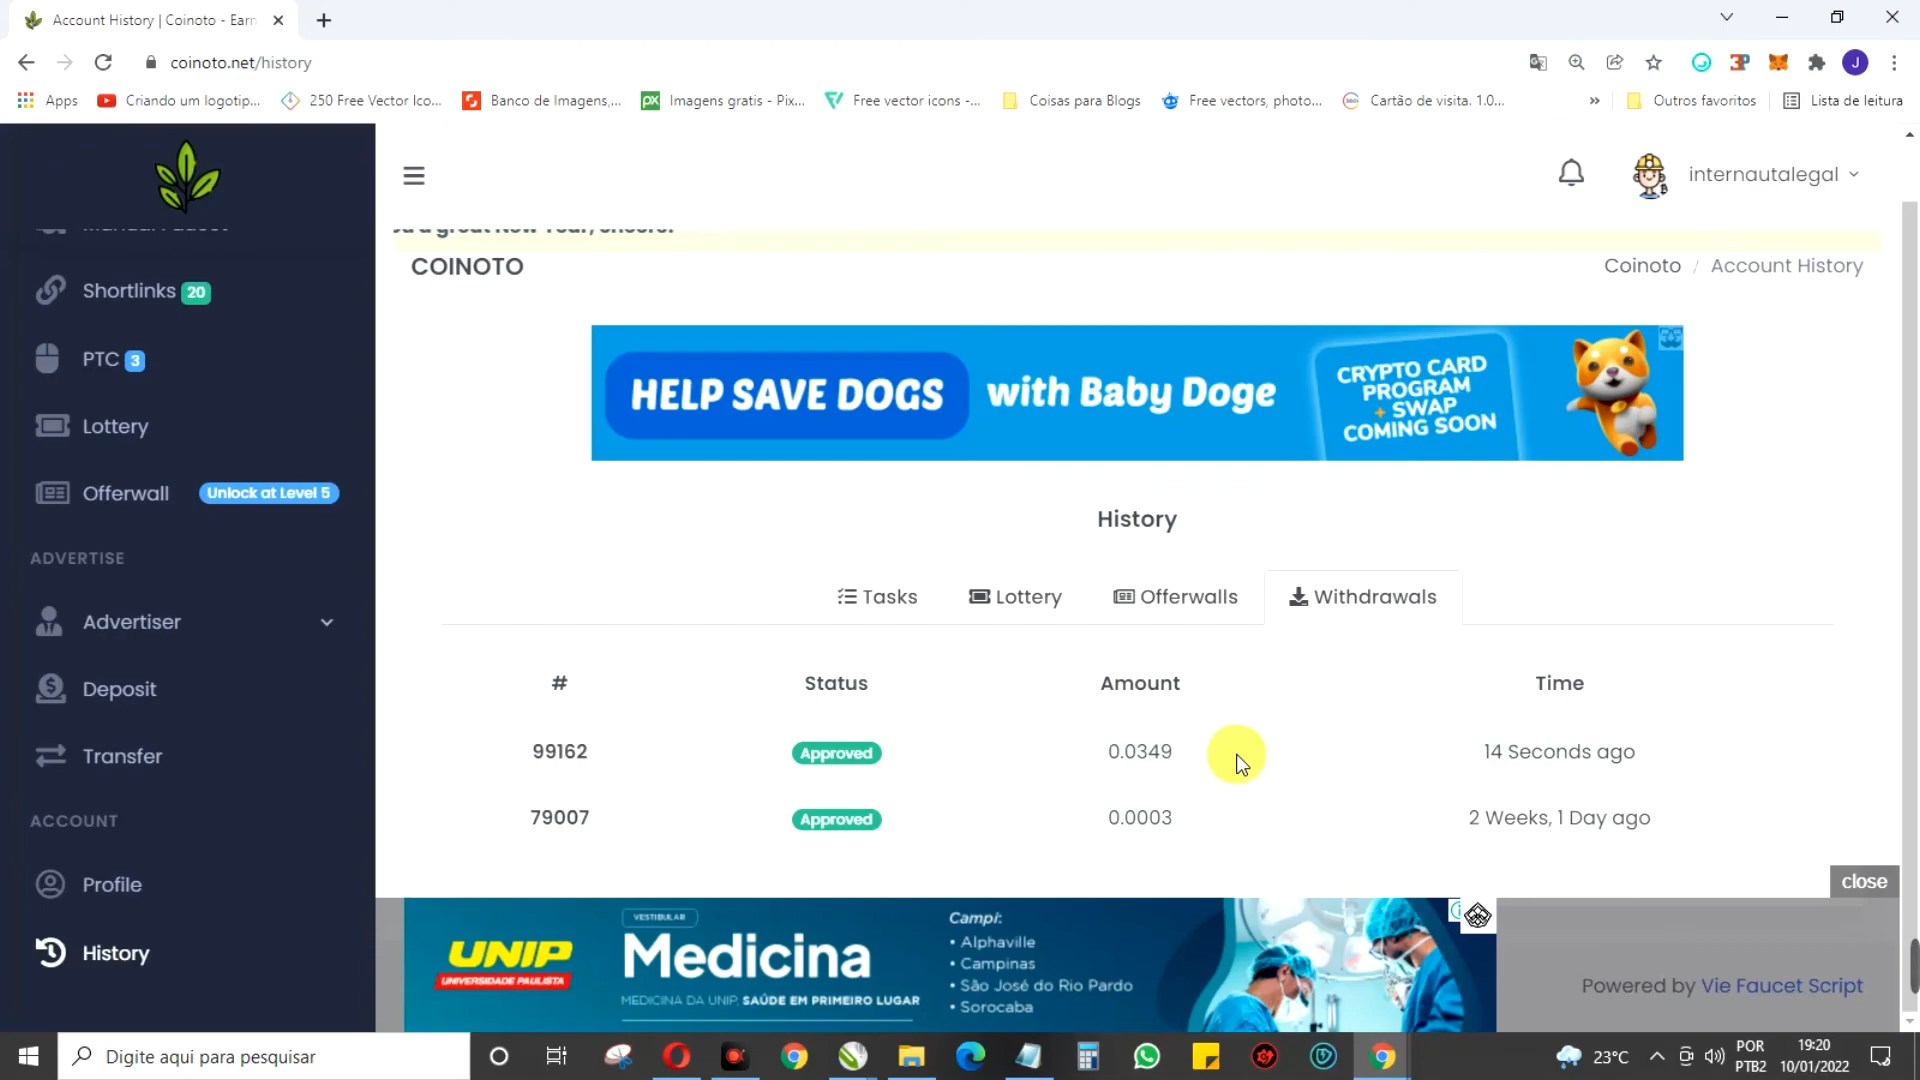 Account History | Coinoto - Earn
coinoto.net/history
Apps
Criando um logotip...
250 Free Vector Ico...
Banco de Imagens,...
Imagens gratis - Pix...
Free vector icons -...
Coisas para Blogs
Free vectors, photo...
Cartão de visita. 1.0...
»
Outros favoritos
Lista de leitura
J
internautalegal
a great New Year, cheers!
COINOTO
Coinoto / Account History
Manual Faucet
Shortlinks 20
PTC 3
Lottery
Offerwall Unlock at Level 5
ADVERTISE
Advertiser
Deposit
Transfer
ACCOUNT
Profile
History
HELP SAVE DOGS with Baby Doge
CRYPTO CARD
PROGRAM
+ SWAP
COMING SOON
History
Tasks
Lottery
Offerwalls
Withdrawals
# Status Amount Time
99162 Approved 0.0349 14 Seconds ago
79007 Approved 0.0003 2 Weeks, 1 Day ago
close
UNIP
UNIVERSIDADE PAULISTA
VESTIBULAR
Medicina
MEDICINA DA UNIP, SAÚDE EM PRIMEIRO LUGAR
Campi:
• Alphaville
• Campinas
• São José do Rio Pardo
• Sorocaba
Powered by Vie Faucet Script
Digite aqui para pesquisar
23°C
POR
PTB2
19:20
10/01/2022